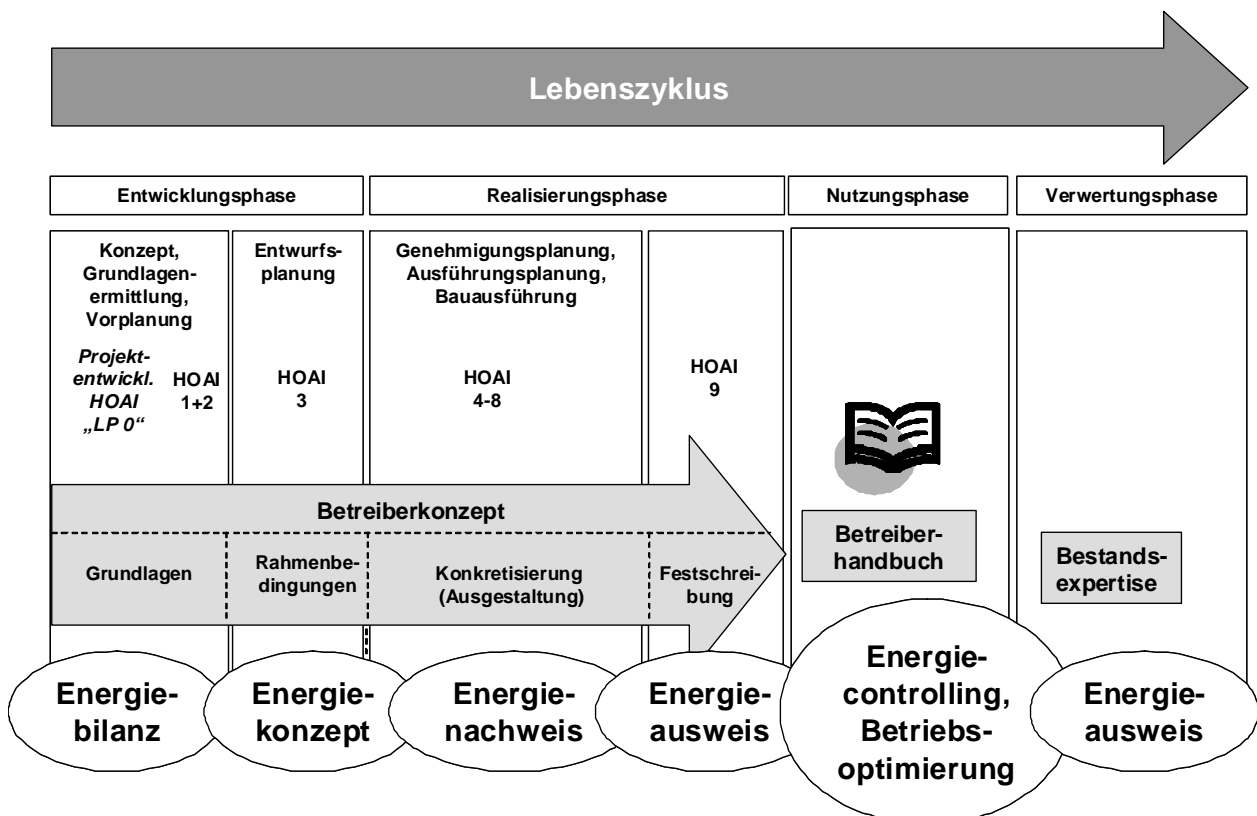 Lebenszyklus
Entwicklungsphase
Realisierungsphase
Nutzungsphase
Verwertungsphase
Konzept,
Grundlagen-
ermittlung,
Vorplanung
Projekt-
entwickl.
HOAI
„LP 0“
HOAI
1+2
Entwurfs-
planung
HOAI
3
Genehmigungsplanung,
Ausführungsplanung,
Bauausführung
HOAI
4-8
HOAI
9
Betreiberkonzept
Grundlagen
Rahmenbe-
dingungen
Konkretisierung
(Ausgestaltung)
Festschrei-
bung
Betreiber-
handbuch
Bestands-
expertise
Energie-
bilanz
Energie-
konzept
Energie-
nachweis
Energie-
ausweis
Energie-
controlling,
Betriebs-
optimierung
Energie-
ausweis